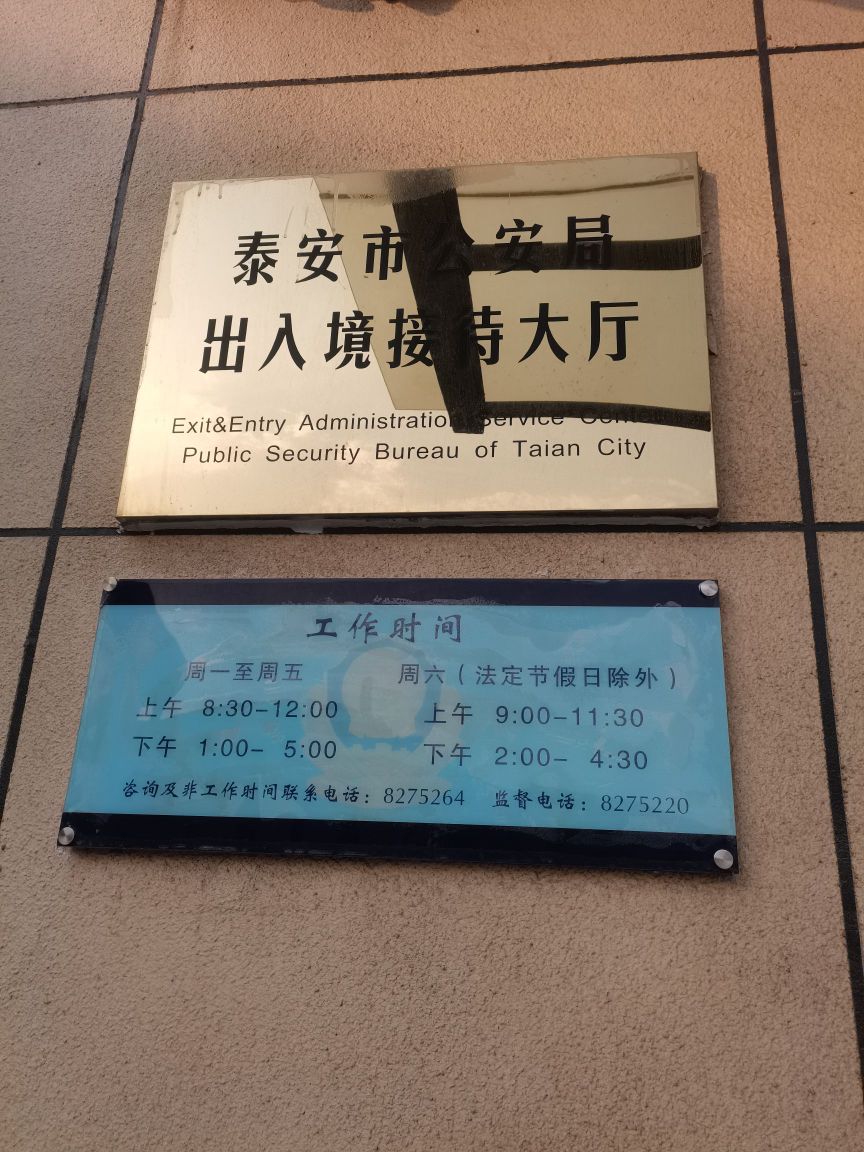 泰安市公安局
出入境接待大厅
Exit&Entry Administration Service Center
Public Security Bureau of Taian City
工作时间
周一至周五 周六（法定节假日除外）
上午 8:30-12:00 上午 9:00-11:30
下午 1:00- 5:00 下午 2:00- 4:30
咨询及非工作时间联系电话：8275264 监督电话：8275220